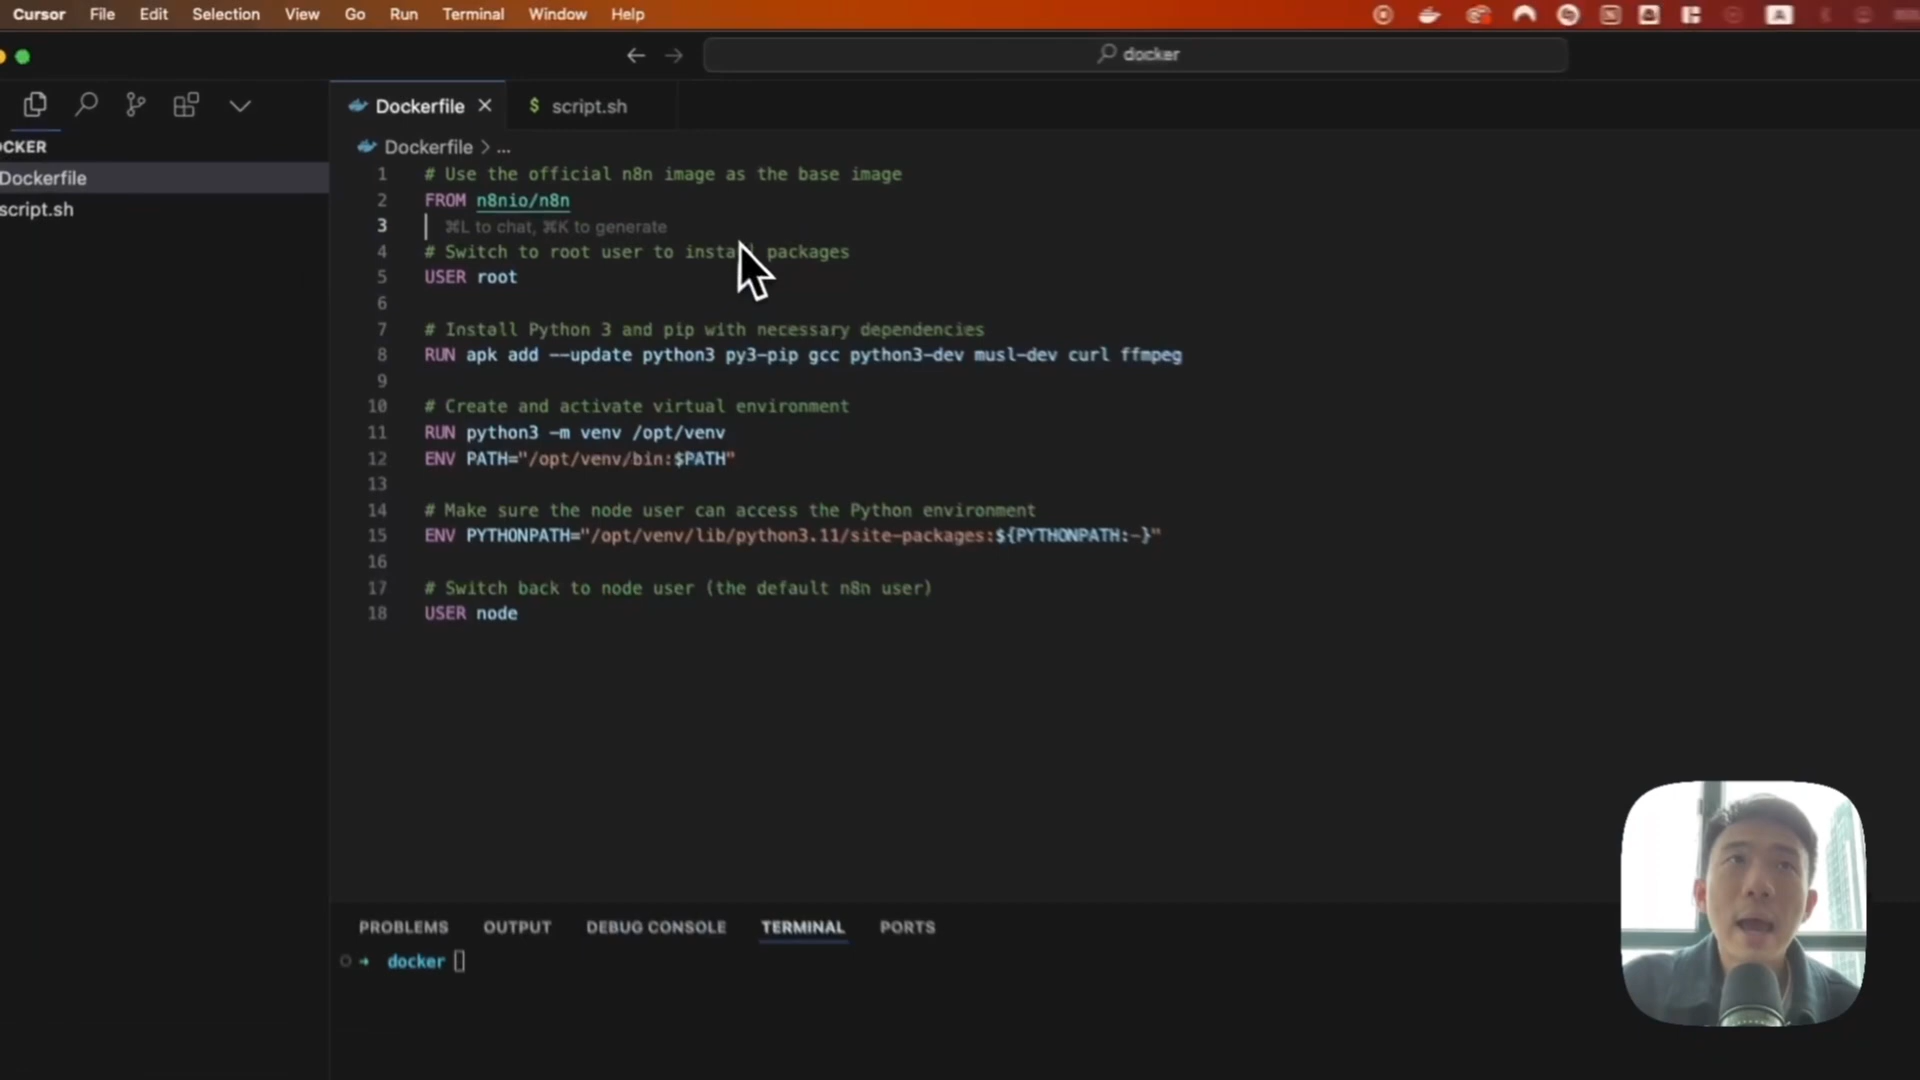 Cursor File Edit Selection View Go Run Terminal Window Help
docker
Dockerfile
script.sh
OCKER
Dockerfile
script.sh
Dockerfile > ...
1 # Use the official n8n image as the base image
2 FROM n8nio/n8n
3 ⌘L to chat, ⌘K to generate
4 # Switch to root user to install packages
5 USER root
6
7 # Install Python 3 and pip with necessary dependencies
8 RUN apk add --update python3 py3-pip gcc python3-dev musl-dev curl ffmpeg
9
10 # Create and activate virtual environment
11 RUN python3 -m venv /opt/venv
12 ENV PATH="/opt/venv/bin:$PATH"
13
14 # Make sure the node user can access the Python environment
15 ENV PYTHONPATH="/opt/venv/lib/python3.11/site-packages:${PYTHONPATH:-}"
16
17 # Switch back to node user (the default n8n user)
18 USER node
PROBLEMS OUTPUT DEBUG CONSOLE TERMINAL PORTS
docker